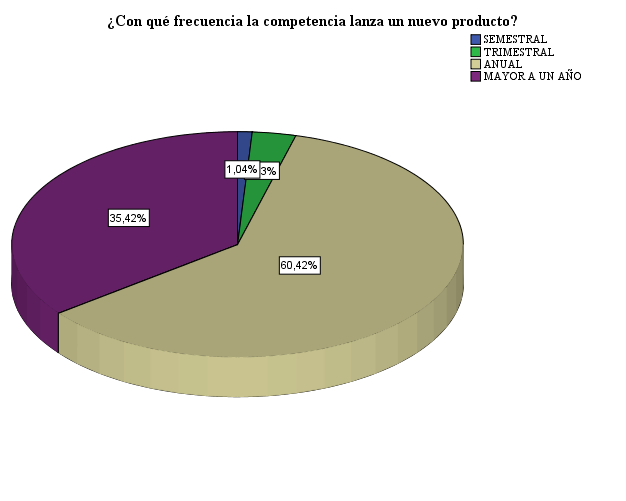 ¿Con qué frecuencia la competencia lanza un nuevo producto?
SEMESTRAL
TRIMESTRAL
ANUAL
MAYOR A UN AÑO
1,04%
3%
35,42%
60,42%